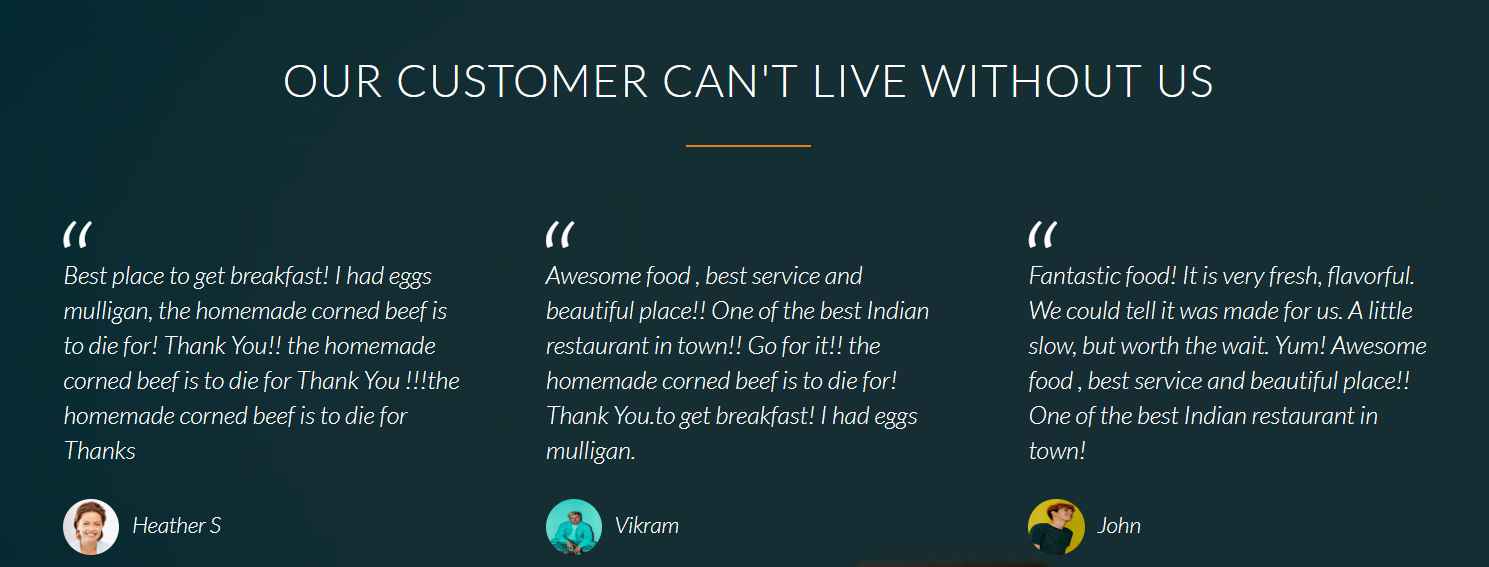 OUR CUSTOMER CAN'T LIVE WITHOUT US
“
Best place to get breakfast! I had eggs
mulligan, the homemade corned beef is
to die for! Thank You!! the homemade
corned beef is to die for Thank You !!!the
homemade corned beef is to die for
Thanks
Heather S
“
Awesome food , best service and
beautiful place!! One of the best Indian
restaurant in town!! Go for it!! the
homemade corned beef is to die for!
Thank You.to get breakfast! I had eggs
mulligan.
Vikram
“
Fantastic food! It is very fresh, flavorful.
We could tell it was made for us. A little
slow, but worth the wait. Yum! Awesome
food , best service and beautiful place!!
One of the best Indian restaurant in
town!
John